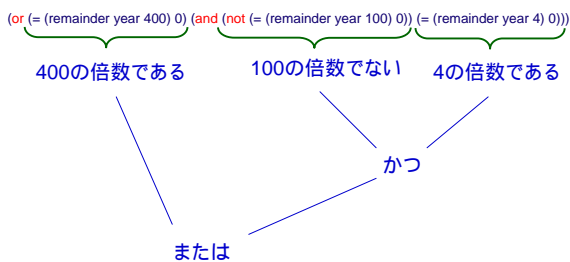 (or (= (remainder year 400) 0) (and (not (= (remainder year 100) 0)) (= (remainder year 4) 0)))
400の倍数である 100の倍数でない 4の倍数である
かつ
または